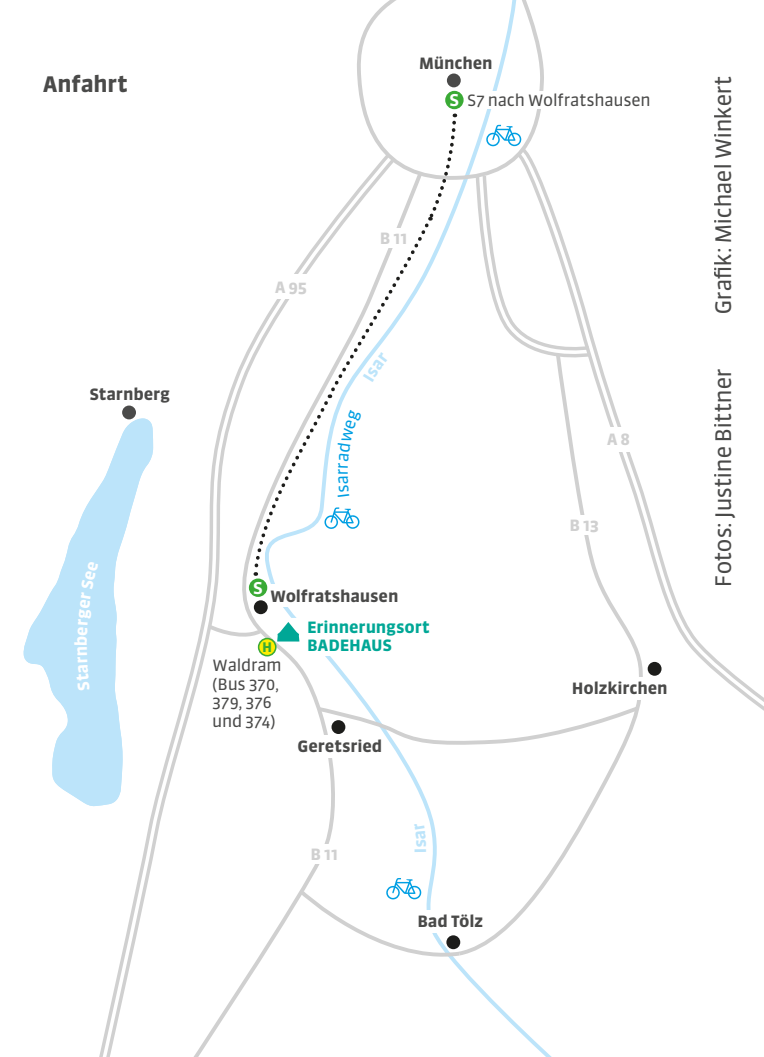 Anfahrt
München
S
S7 nach Wolfratshausen
B 11
A 95
Isar
Starnberg
Isarradweg
A 8
B 13
Starnberger See
S
Wolfratshausen
Erinnerungsort
BADEHAUS
H
Waldram
(Bus 370,
379, 376
und 374)
Holzkirchen
Geretsried
B 11
Isar
Bad Tölz
Grafik: Michael Winkert
Fotos: Justine Bittner